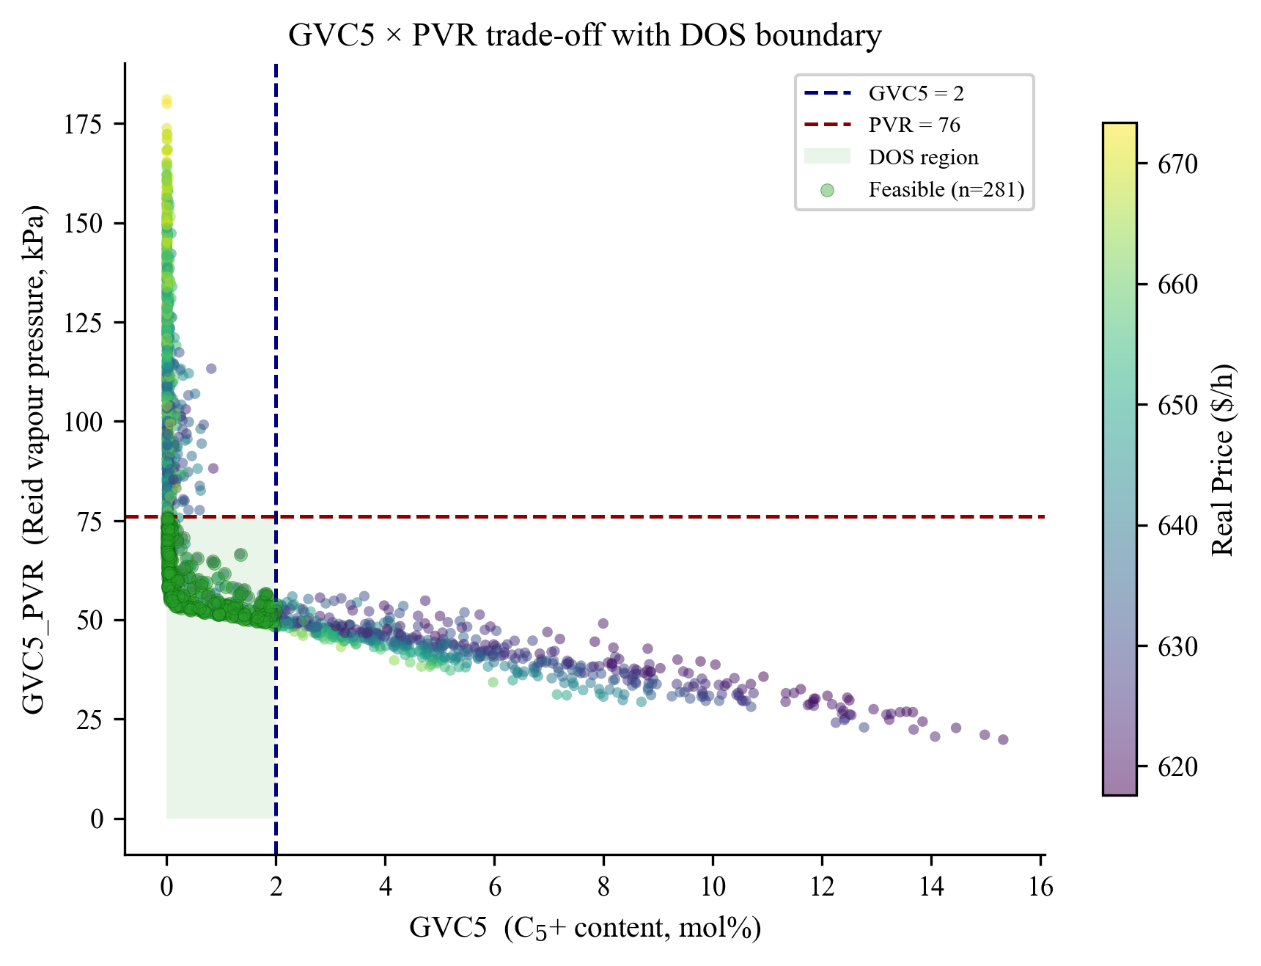 GVC5 × PVR trade-off with DOS boundary
GVC5 = 2
PVR = 76
DOS region
Feasible (n=281)
GVC5_PVR (Reid vapour pressure, kPa)
175
150
125
100
75
50
25
0
0 2 4 6 8 10 12 14 16
GVC5 (C₅+ content, mol%)
670
660
650
640
630
620
Real Price ($/h)